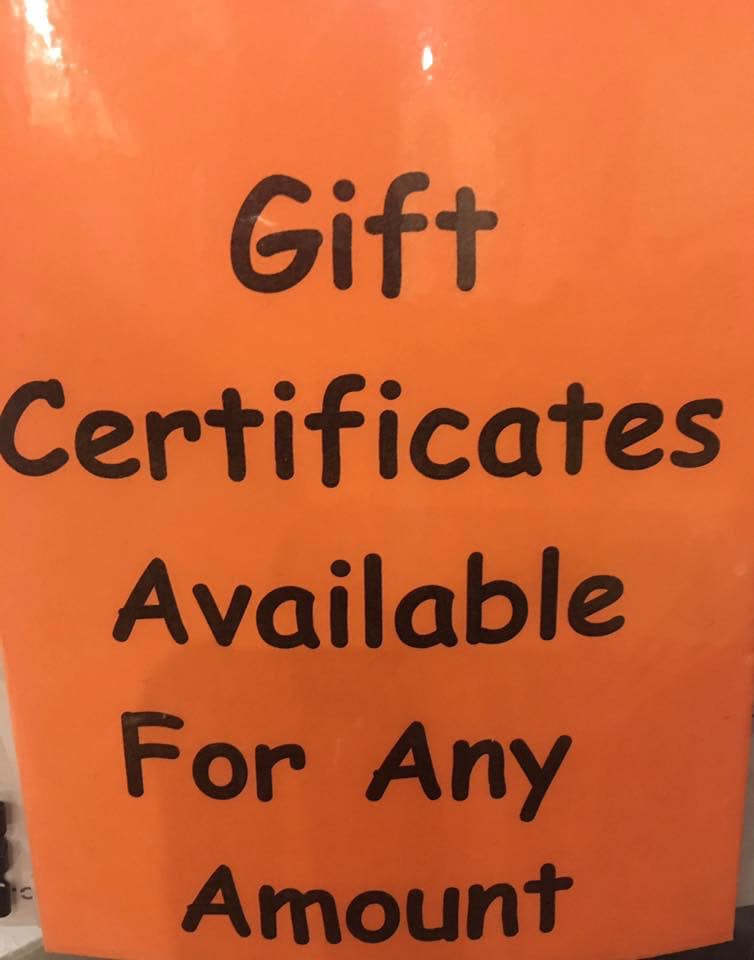 Gift
Certificates
Available
For Any
Amount